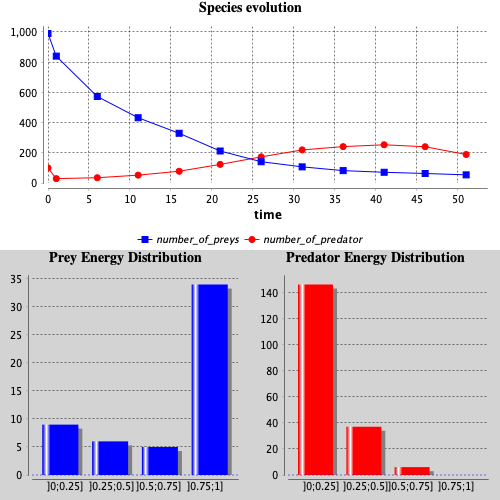 Species evolution
1,000
800
600
400
200
0
0 5 10 15 20 25 30 35 40 45 50
time
number_of_preys number_of_predator
Prey Energy Distribution
35
30
25
20
15
10
5
0
]0;0.25] ]0.25;0.5] ]0.5;0.75] ]0.75;1]
Predator Energy Distribution
140
120
100
80
60
40
20
0
]0;0.25] ]0.25;0.5] ]0.5;0.75] ]0.75;1]